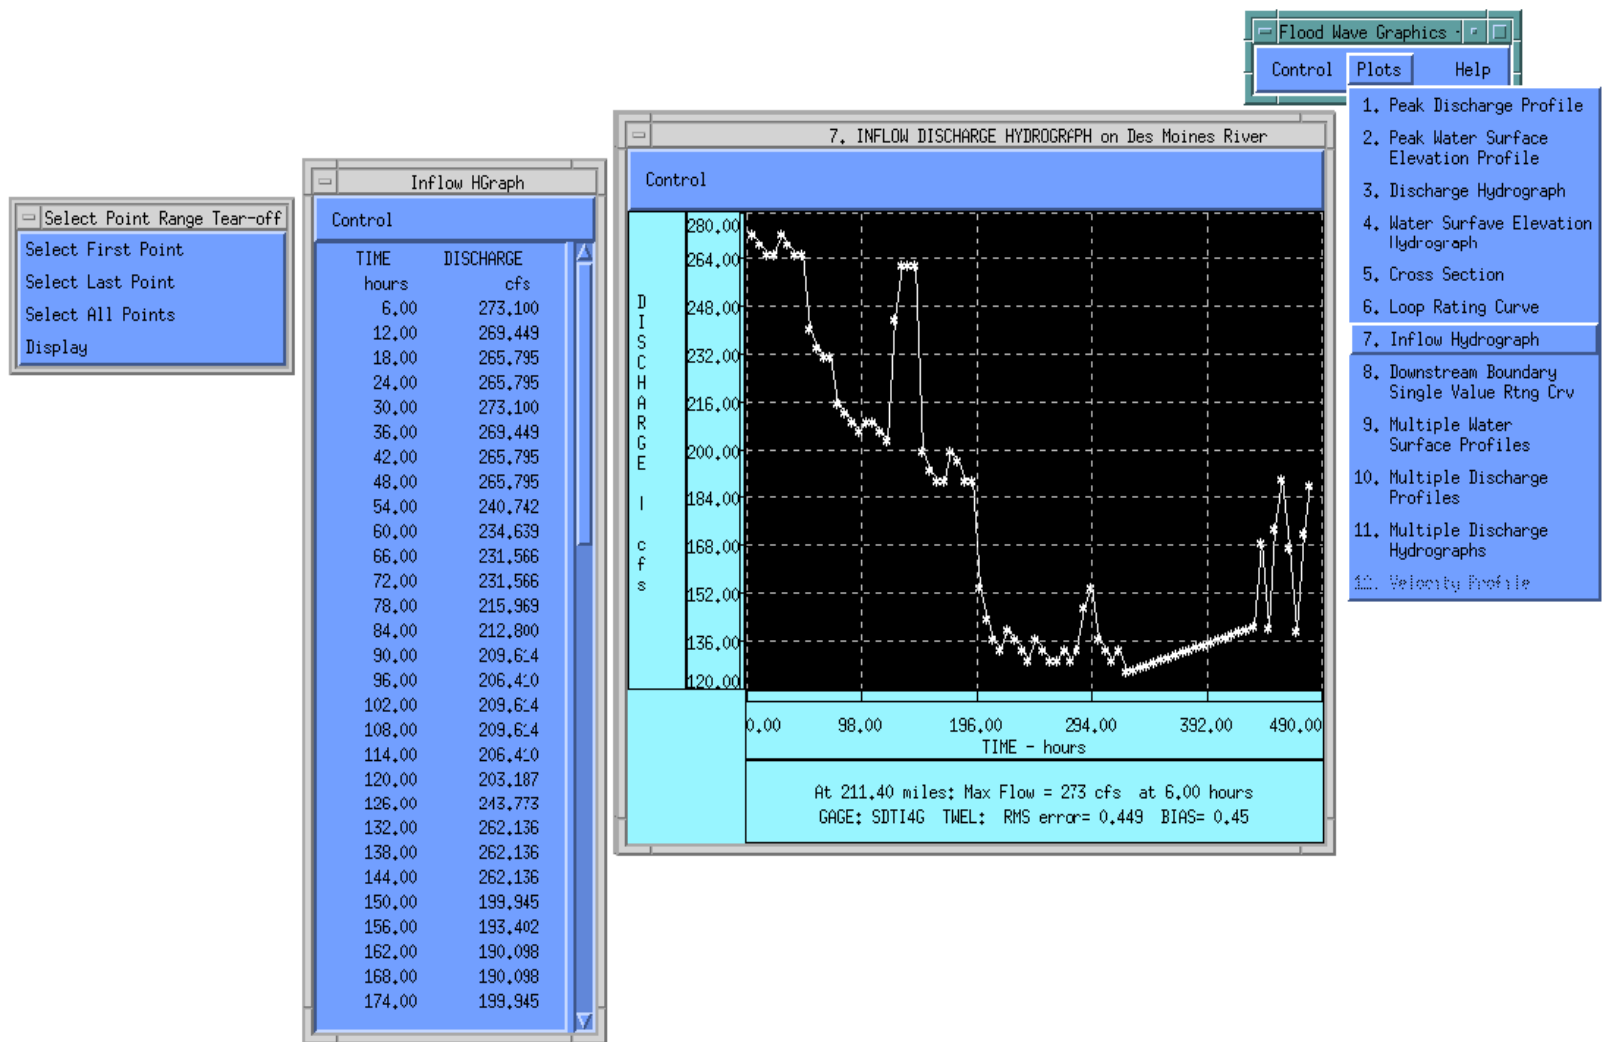 Flood Wave Graphics -
Control Plots Help
1. Peak Discharge Profile
2. Peak Water Surface
Elevation Profile
3. Discharge Hydrograph
4. Water Surfave Elevation
Hydrograph
5. Cross Section
6. Loop Rating Curve
7. Inflow Hydrograph
8. Downstream Boundary
Single Value Rtng Crv
9. Multiple Water
Surface Profiles
10. Multiple Discharge
Profiles
11. Multiple Discharge
Hydrographs
12. Velocity Profile
7. INFLOW DISCHARGE HYDROGRAPH on Des Moines River
Control
DISCHARGE | cfs
280.00
264.00
248.00
232.00
216.00
200.00
184.00
168.00
152.00
136.00
120.00
0.00 98.00 196.00 294.00 392.00 490.00
TIME - hours
At 211.40 miles: Max Flow = 273 cfs at 6.00 hours
GAGE: SDTI4G TWEL: RMS error= 0.449 BIAS= 0.45
Inflow HGraph
Control
TIME DISCHARGE
hours cfs
6.00 273.100
12.00 269.449
18.00 265.795
24.00 265.795
30.00 273.100
36.00 269.449
42.00 265.795
48.00 265.795
54.00 240.742
60.00 234.639
66.00 231.566
72.00 231.566
78.00 215.969
84.00 212.800
90.00 209.614
96.00 206.410
102.00 209.614
108.00 209.614
114.00 206.410
120.00 203.187
126.00 243.773
132.00 262.136
138.00 262.136
144.00 262.136
150.00 199.945
156.00 193.402
162.00 190.098
168.00 190.098
174.00 199.945
Select Point Range Tear-off
Select First Point
Select Last Point
Select All Points
Display